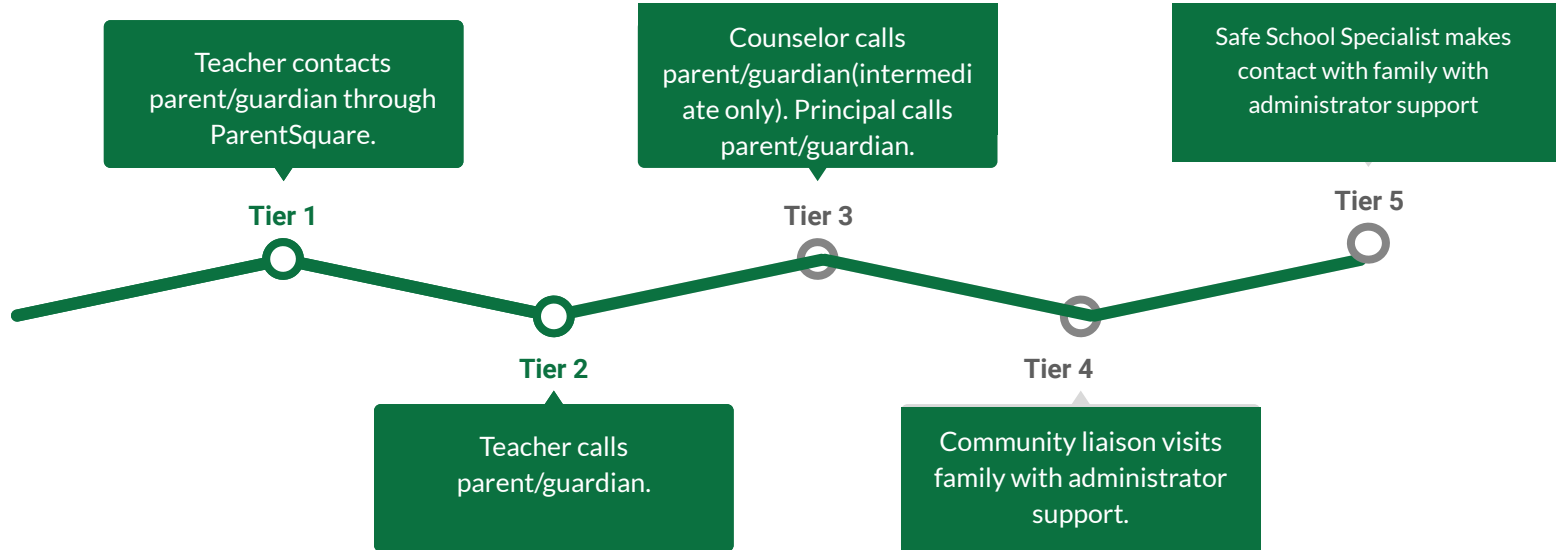 Teacher contacts
parent/guardian through
ParentSquare.
Tier 1
Tier 2
Teacher calls
parent/guardian.
Counselor calls
parent/guardian(intermedi
ate only). Principal calls
parent/guardian.
Tier 3
Tier 4
Community liaison visits
family with administrator
support.
Safe School Specialist makes
contact with family with
administrator support
Tier 5